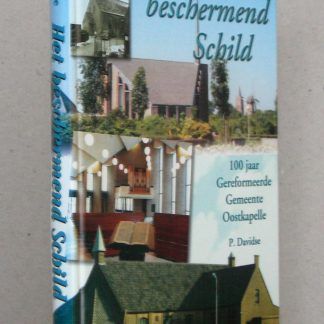 beschermend
Schild
100 jaar
Gereformeerde
Gemeente
Oostkapelle
P. Davidse
Het beschermend Schild